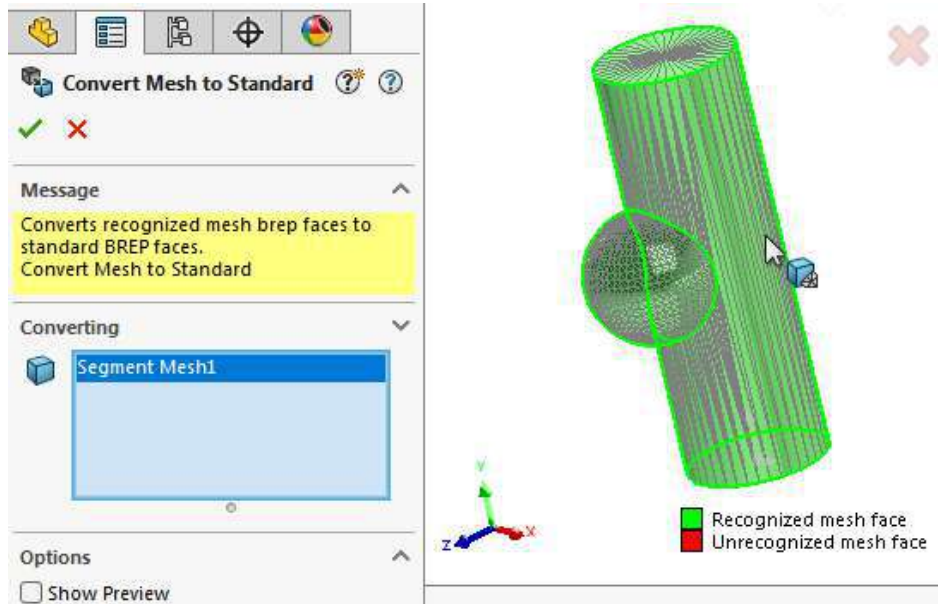 Convert Mesh to Standard
Message
Converts recognized mesh brep faces to
standard BREP faces.
Convert Mesh to Standard
Converting
Segment Mesh1
Options
Show Preview
Y
Z
X
Recognized mesh face
Unrecognized mesh face